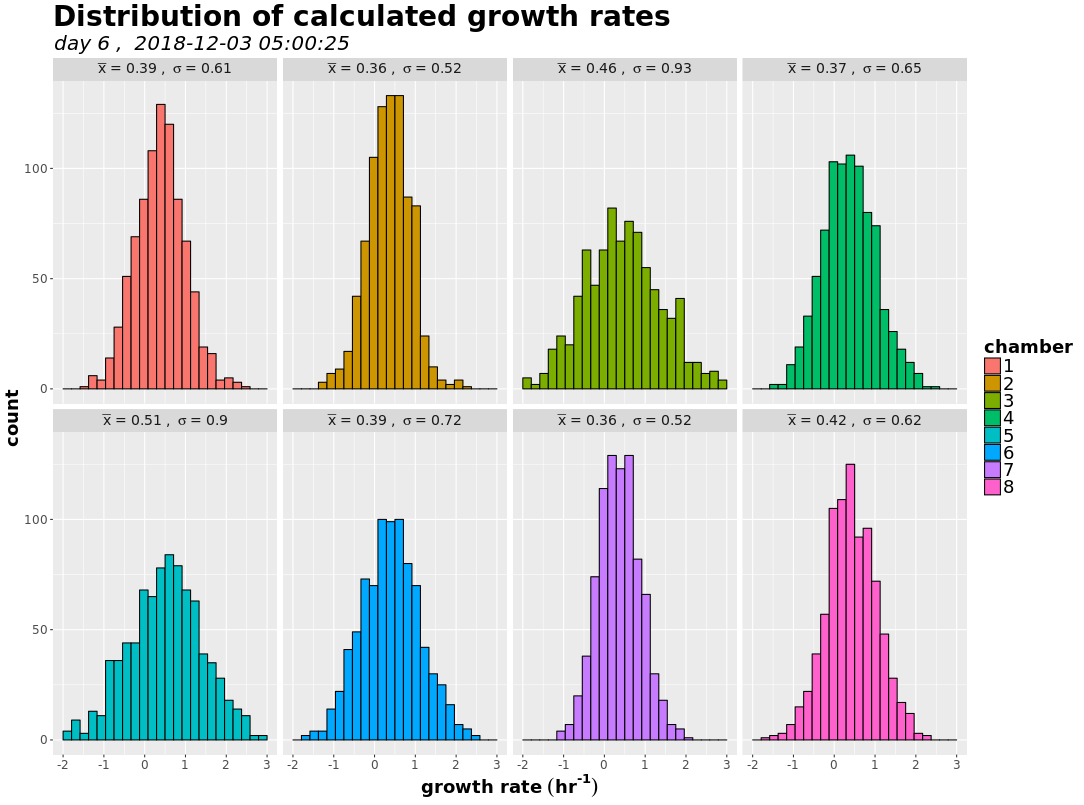 Distribution of calculated growth rates
day 6 ,  2018-12-03 05:00:25
x̅ = 0.39 ,  σ = 0.61
x̅ = 0.36 ,  σ = 0.52
x̅ = 0.46 ,  σ = 0.93
x̅ = 0.37 ,  σ = 0.65
100
50
0
x̅ = 0.51 ,  σ = 0.9
x̅ = 0.39 ,  σ = 0.72
x̅ = 0.36 ,  σ = 0.52
x̅ = 0.42 ,  σ = 0.62
100
50
0
-2 -1 0 1 2 3
-2 -1 0 1 2 3
-2 -1 0 1 2 3
-2 -1 0 1 2 3
count
growth rate (hr⁻¹)
chamber
1
2
3
4
5
6
7
8